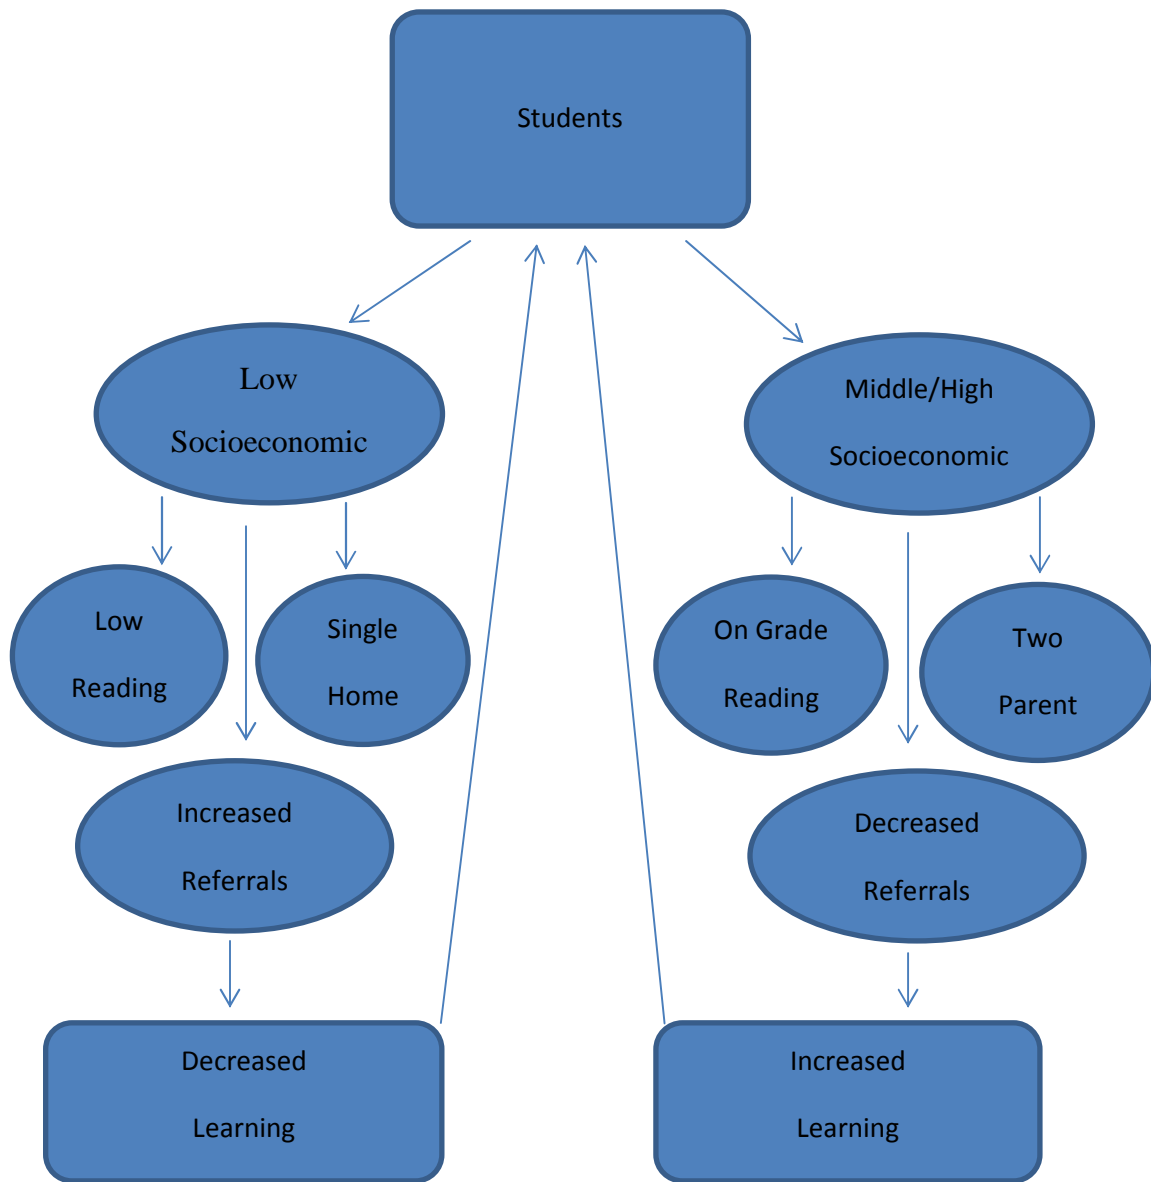 Students
Low
Socioeconomic
Middle/High
Socioeconomic
Low
Reading
Single
Home
On Grade
Reading
Two
Parent
Increased
Referrals
Decreased
Referrals
Decreased
Learning
Increased
Learning